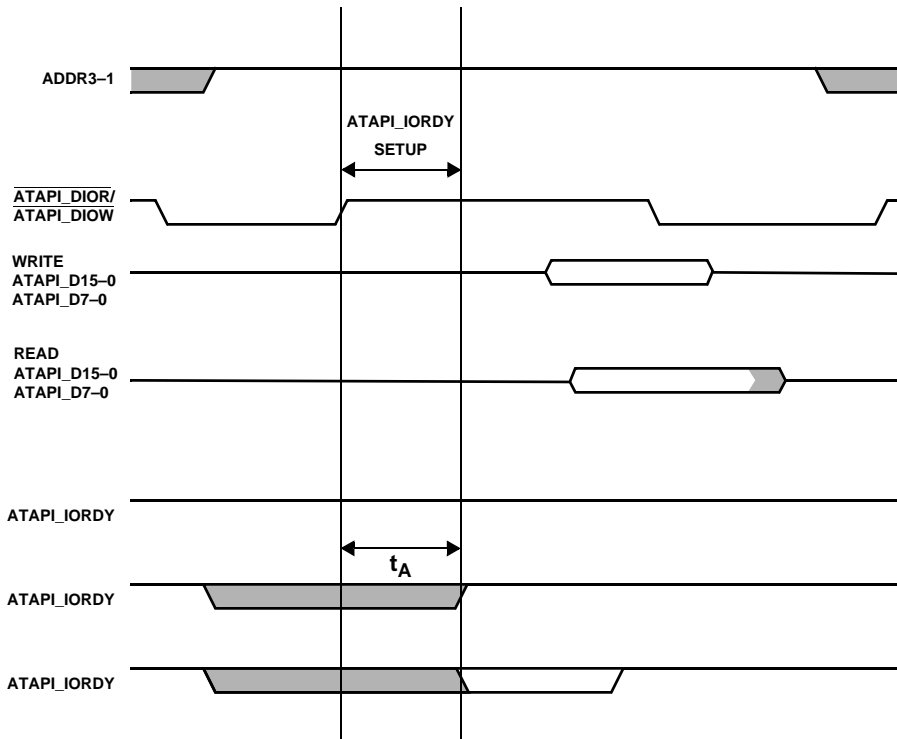 ADDR3–1
ATAPI_IORDY
SETUP
ATAPI_DIOR/
ATAPI_DIOW
WRITE
ATAPI_D15–0
ATAPI_D7–0
READ
ATAPI_D15–0
ATAPI_D7–0
ATAPI_IORDY
tA
ATAPI_IORDY
ATAPI_IORDY